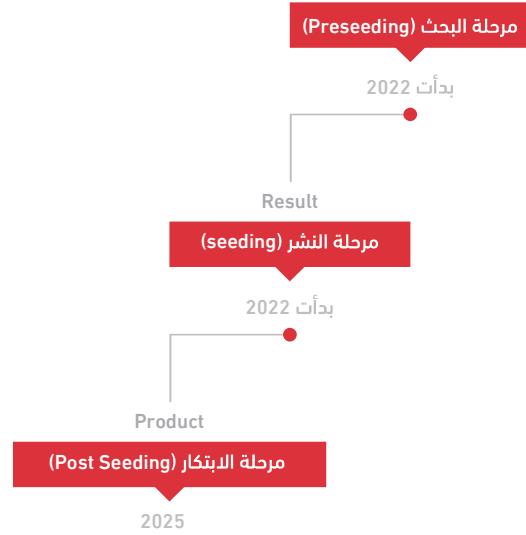 مرحلة البحث (Preseeding)
بدأت 2022
Result
مرحلة النشر (seeding)
بدأت 2022
Product
مرحلة الابتكار (Post Seeding)
2025